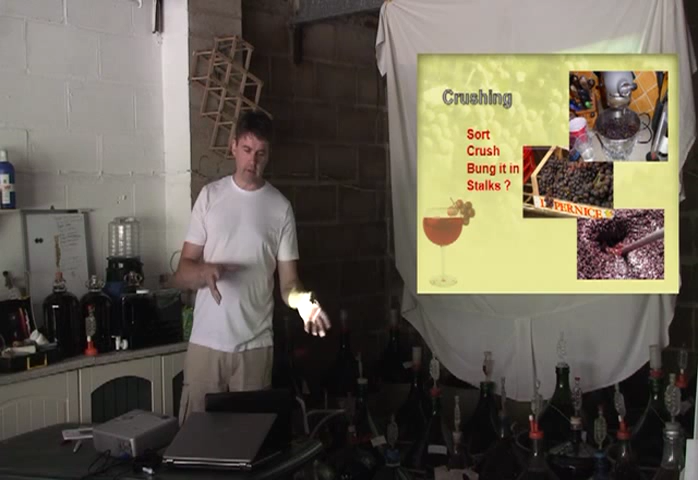 Crushing
Sort
Crush
Bung it in
Stalks ?
PERNICE